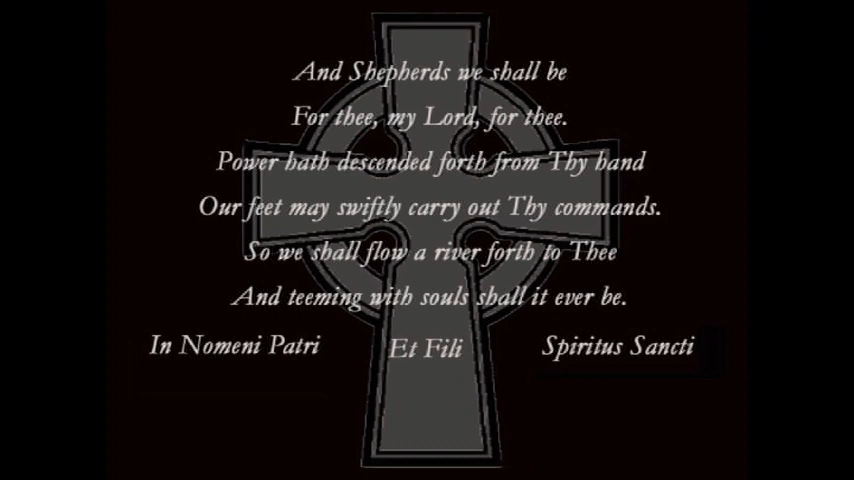 And Shepherds we shall be
For thee, my Lord, for thee.
Power hath descended forth from Thy hand
Our feet may swiftly carry out Thy commands.
So we shall flow a river forth to Thee
And teeming with souls shall it ever be.
In Nomeni Patri Et Fili Spiritus Sancti